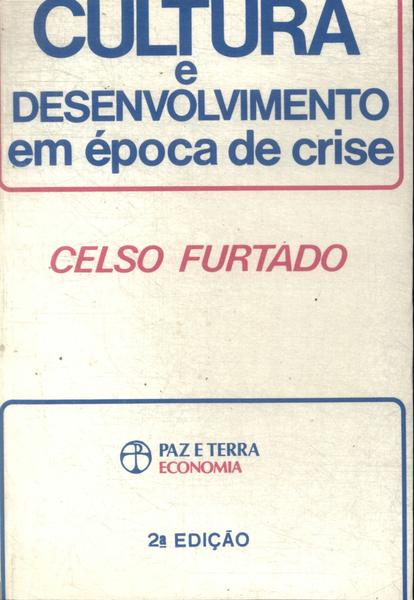 CULTURA
e
DESENVOLVIMENTO
em época de crise
CELSO FURTADO
PAZ E TERRA
ECONOMIA
2ª EDIÇÃO